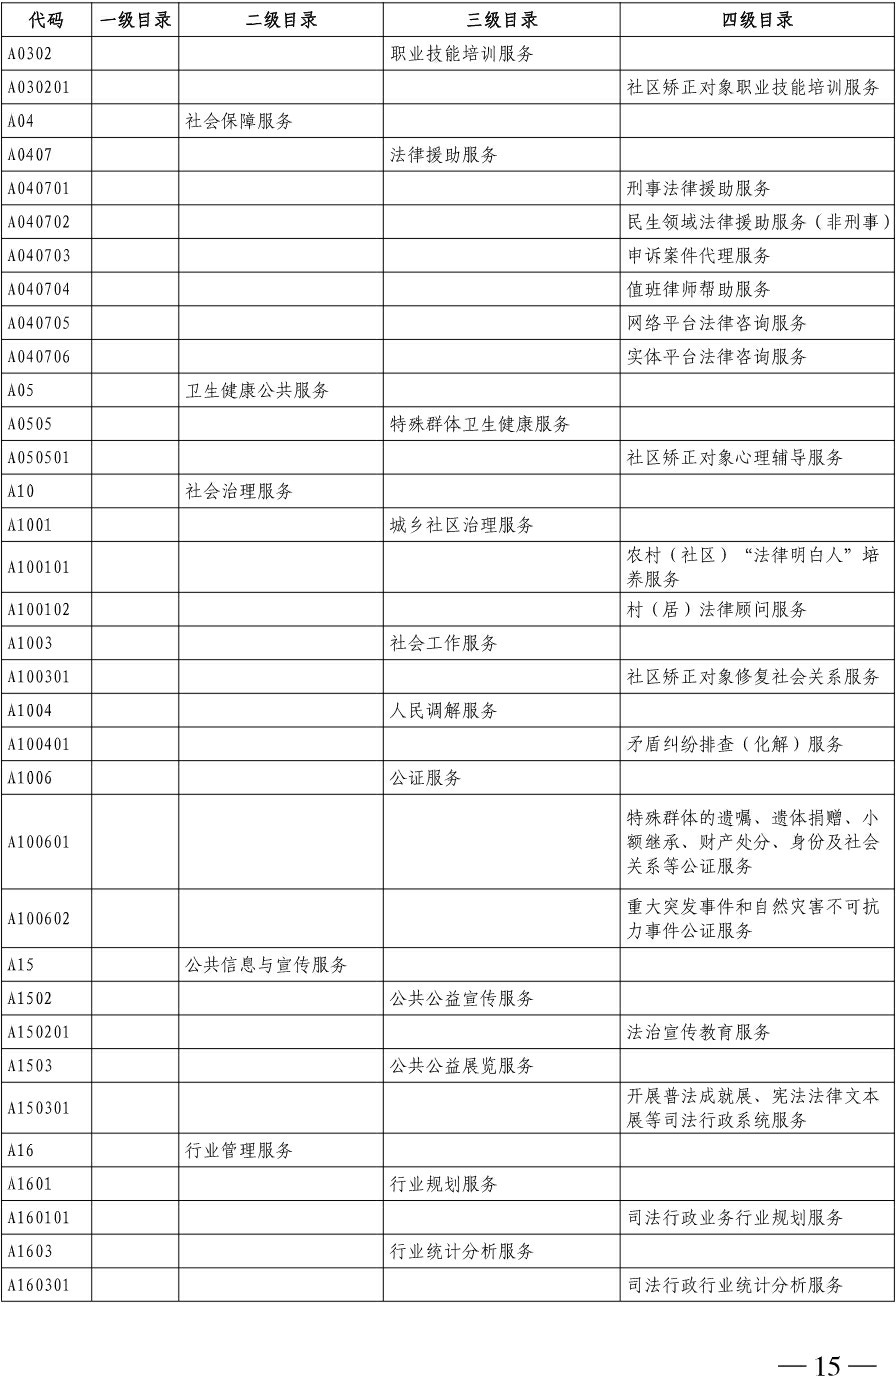 代码 一级目录 二级目录 三级目录 四级目录
A0302 职业技能培训服务
A030201 社区矫正对象职业技能培训服务
A04 社会保障服务
A0407 法律援助服务
A040701 刑事法律援助服务
A040702 民生领域法律援助服务（非刑事）
A040703 申诉案件代理服务
A040704 值班律师帮助服务
A040705 网络平台法律咨询服务
A040706 实体平台法律咨询服务
A05 卫生健康公共服务
A0505 特殊群体卫生健康服务
A050501 社区矫正对象心理辅导服务
A10 社会治理服务
A1001 城乡社区治理服务
A100101 农村（社区）“法律明白人”培
养服务
A100102 村（居）法律顾问服务
A1003 社会工作服务
A100301 社区矫正对象修复社会关系服务
A1004 人民调解服务
A100401 矛盾纠纷排查（化解）服务
A1006 公证服务
A100601 特殊群体的遗嘱、遗体捐赠、小
额继承、财产处分、身份及社会
关系等公证服务
A100602 重大突发事件和自然灾害不可抗
力事件公证服务
A15 公共信息与宣传服务
A1502 公共公益宣传服务
A150201 法治宣传教育服务
A1503 公共公益展览服务
A150301 开展普法成就展、宪法法律文本
展等司法行政系统服务
A16 行业管理服务
A1601 行业规划服务
A160101 司法行政业务行业规划服务
A1603 行业统计分析服务
A160301 司法行政行业统计分析服务
— 15 —